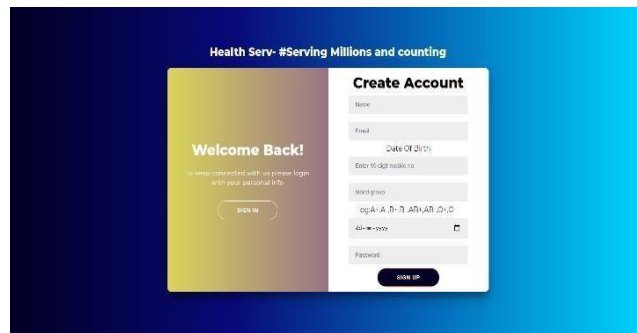 Health Serv- #Serving Millions and counting
Create Account
Name
Email
Welcome Back!
Date Of Birth
to keep connected with us please login
with your personal info
Enter 10 digit mobile no.
blood group
SIGN IN
eg:A+,A-,B+,B-,AB+,AB-,O+,O-
dd-mm-yyyy
Password
SIGN UP